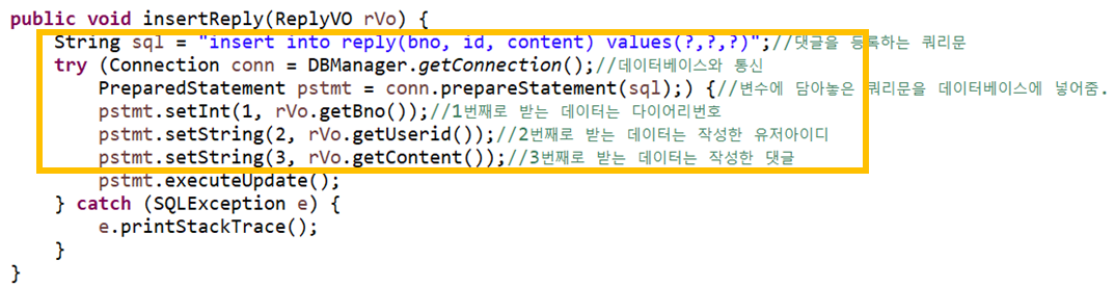 public void insertReply(ReplyVO rVo) {
String sql = "insert into reply(bno, id, content) values(?,?,?)";//댓글을 등록하는 쿼리문
try (Connection conn = DBManager.getConnection();//데이터베이스와 통신
PreparedStatement pstmt = conn.prepareStatement(sql);) {//변수에 담아놓은 쿼리문을 데이터베이스에 넣어줌.
pstmt.setInt(1, rVo.getBno());//1번째로 받는 데이터는 다이어리번호
pstmt.setString(2, rVo.getUserid());//2번째로 받는 데이터는 작성한 유저아이디
pstmt.setString(3, rVo.getContent());//3번째로 받는 데이터는 작성한 댓글
pstmt.executeUpdate();
} catch (SQLException e) {
e.printStackTrace();
}
}